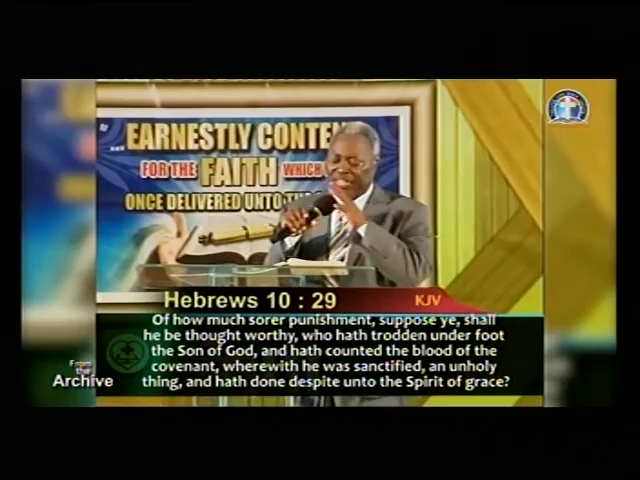 "...EARNESTLY CONTEN
FOR THE FAITH WHICH
ONCE DELIVERED UNTO
Hebrews 10 : 29
KJV
Of how much sorer punishment, suppose ye, shall
he be thought worthy, who hath trodden under foot
the Son of God, and hath counted the blood of the
covenant, wherewith he was sanctified, an unholy
thing, and hath done despite unto the Spirit of grace?
From
the
Archive